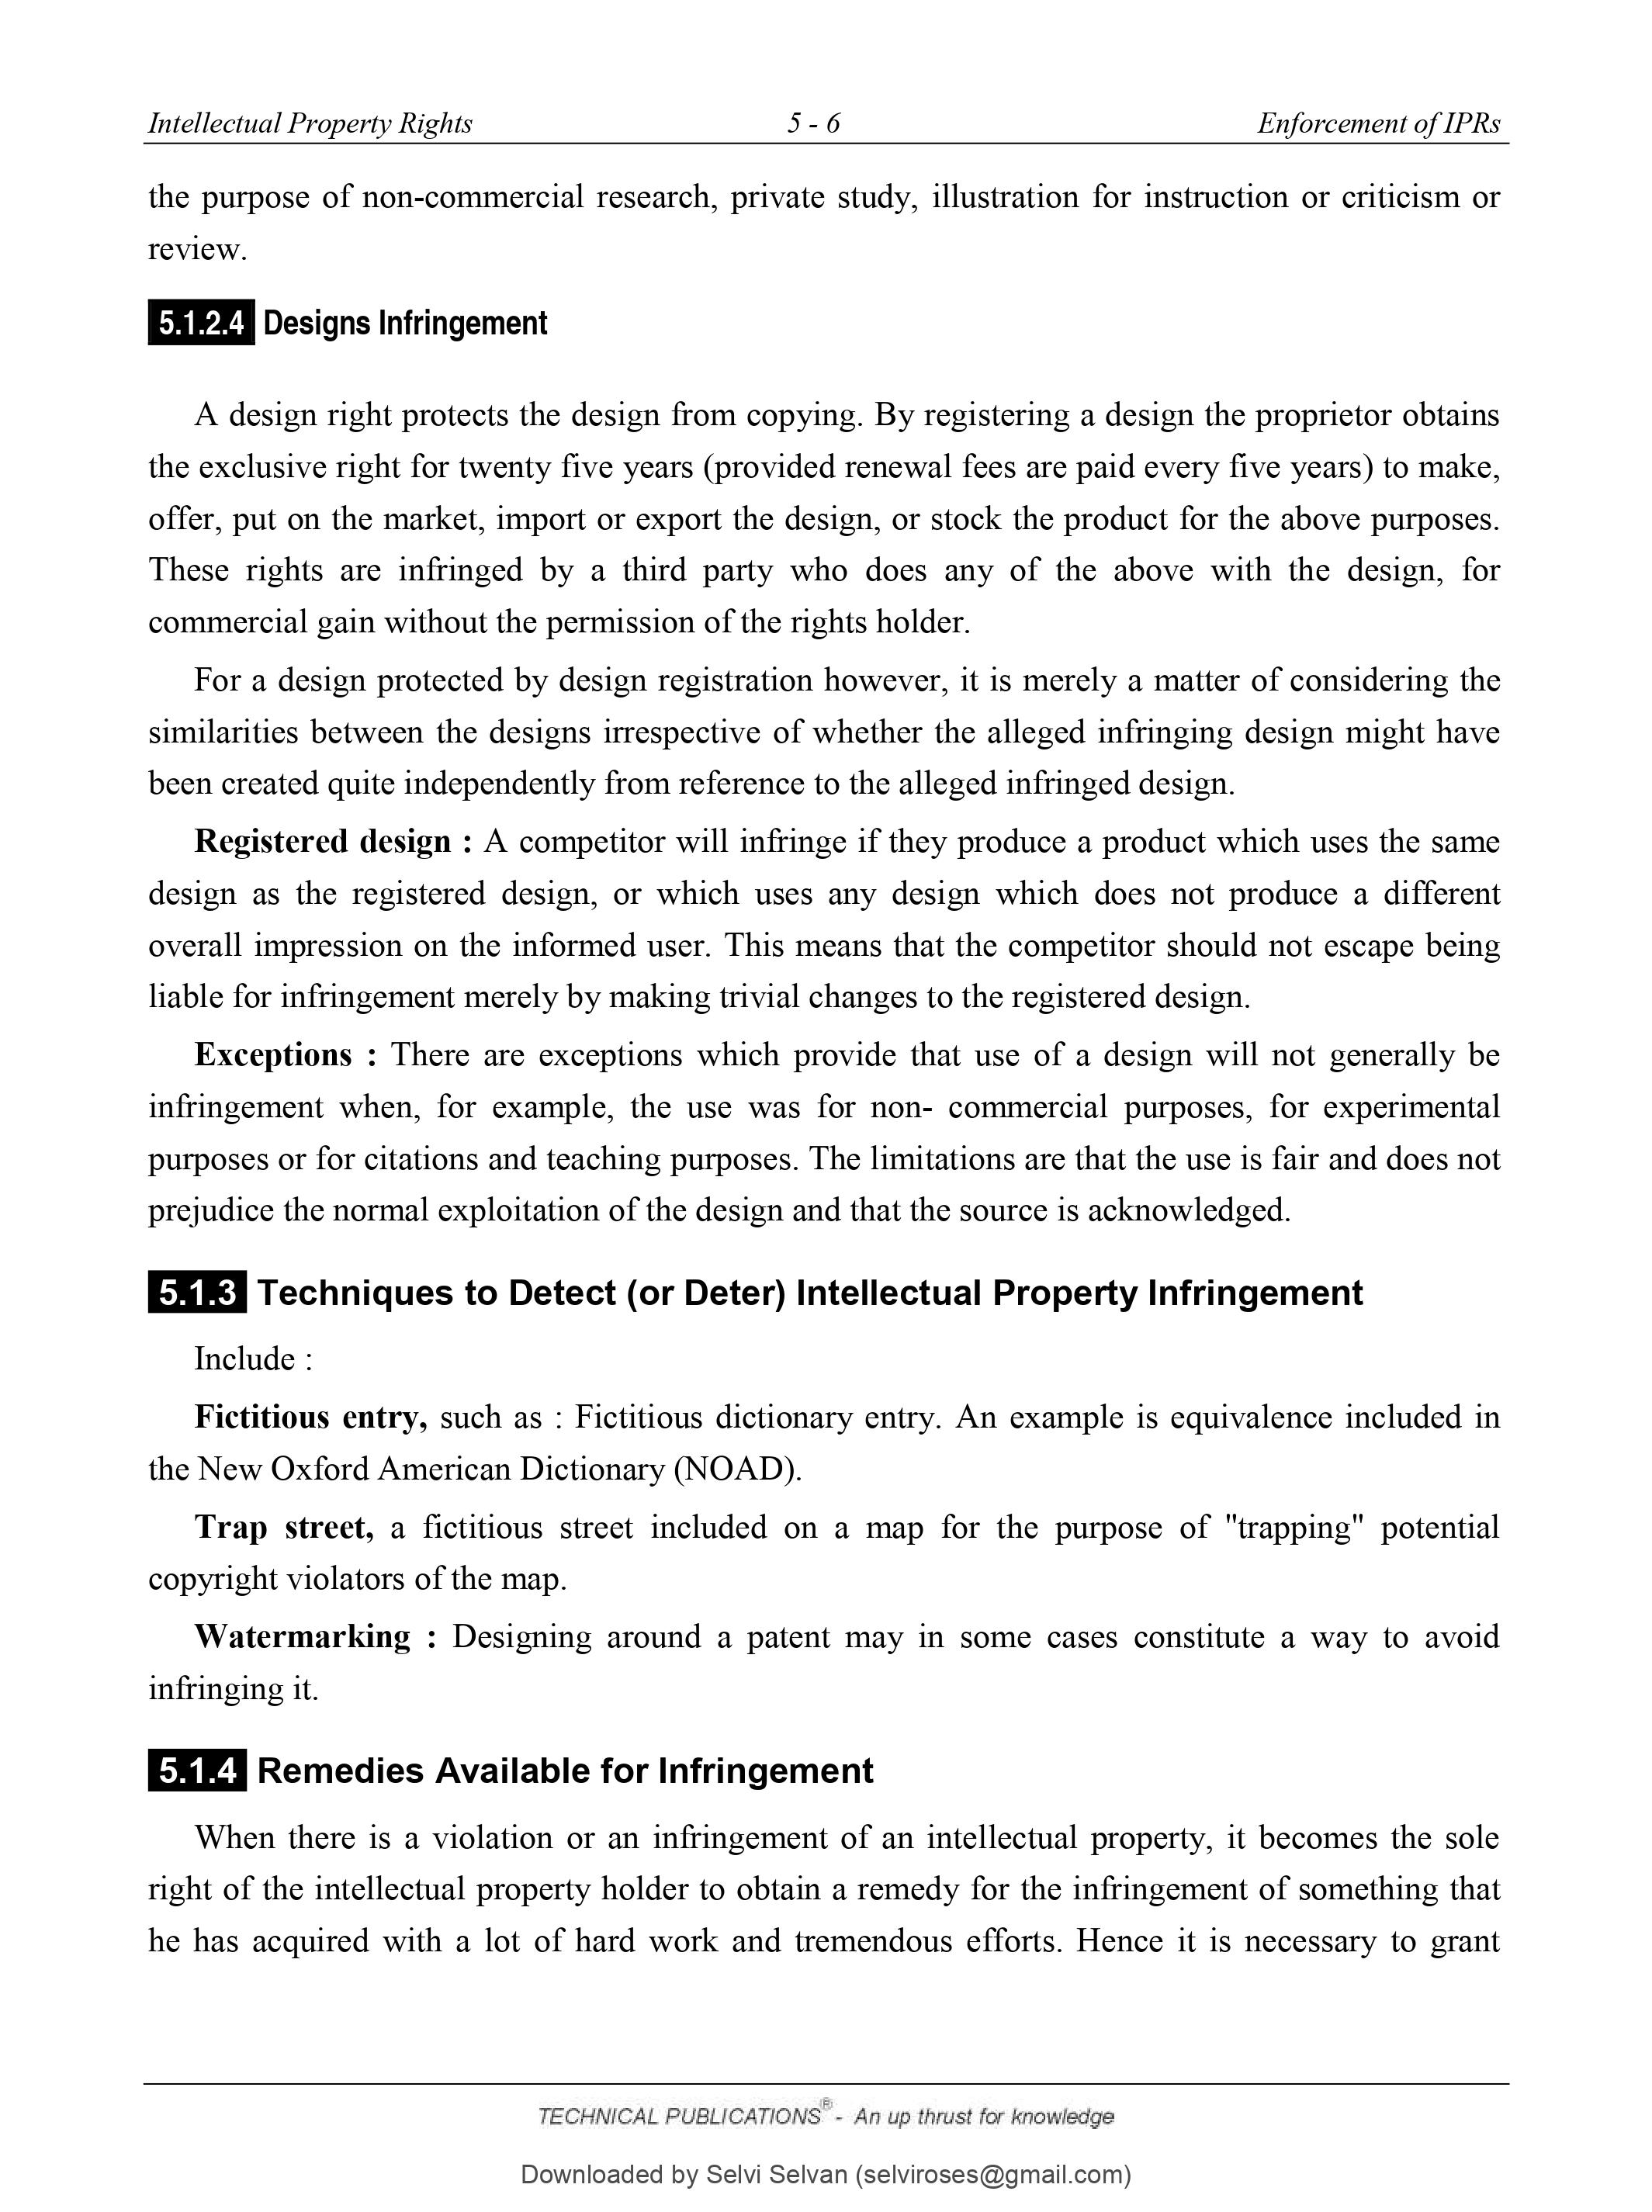 Intellectual Property Rights 5 - 6 Enforcement of IPRs
the purpose of non-commercial research, private study, illustration for instruction or criticism or
review.
5.1.2.4 Designs Infringement
A design right protects the design from copying. By registering a design the proprietor obtains
the exclusive right for twenty five years (provided renewal fees are paid every five years) to make,
offer, put on the market, import or export the design, or stock the product for the above purposes.
These rights are infringed by a third party who does any of the above with the design, for
commercial gain without the permission of the rights holder.
For a design protected by design registration however, it is merely a matter of considering the
similarities between the designs irrespective of whether the alleged infringing design might have
been created quite independently from reference to the alleged infringed design.
Registered design : A competitor will infringe if they produce a product which uses the same
design as the registered design, or which uses any design which does not produce a different
overall impression on the informed user. This means that the competitor should not escape being
liable for infringement merely by making trivial changes to the registered design.
Exceptions : There are exceptions which provide that use of a design will not generally be
infringement when, for example, the use was for non- commercial purposes, for experimental
purposes or for citations and teaching purposes. The limitations are that the use is fair and does not
prejudice the normal exploitation of the design and that the source is acknowledged.
5.1.3 Techniques to Detect (or Deter) Intellectual Property Infringement
Include :
Fictitious entry, such as : Fictitious dictionary entry. An example is equivalence included in
the New Oxford American Dictionary (NOAD).
Trap street, a fictitious street included on a map for the purpose of "trapping" potential
copyright violators of the map.
Watermarking : Designing around a patent may in some cases constitute a way to avoid
infringing it.
5.1.4 Remedies Available for Infringement
When there is a violation or an infringement of an intellectual property, it becomes the sole
right of the intellectual property holder to obtain a remedy for the infringement of something that
he has acquired with a lot of hard work and tremendous efforts. Hence it is necessary to grant
TECHNICAL PUBLICATIONS® - An up thrust for knowledge
Downloaded by Selvi Selvan (selviroses@gmail.com)